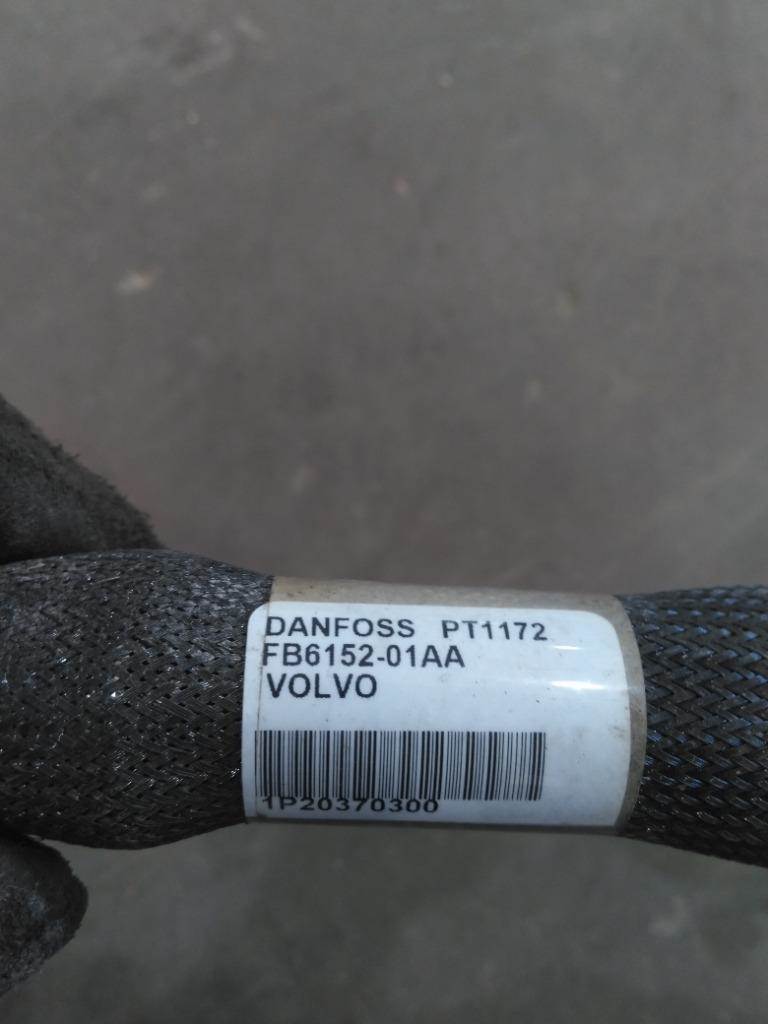 DANFOSS PT1172
FB6152-01AA
VOLVO
1P20370300